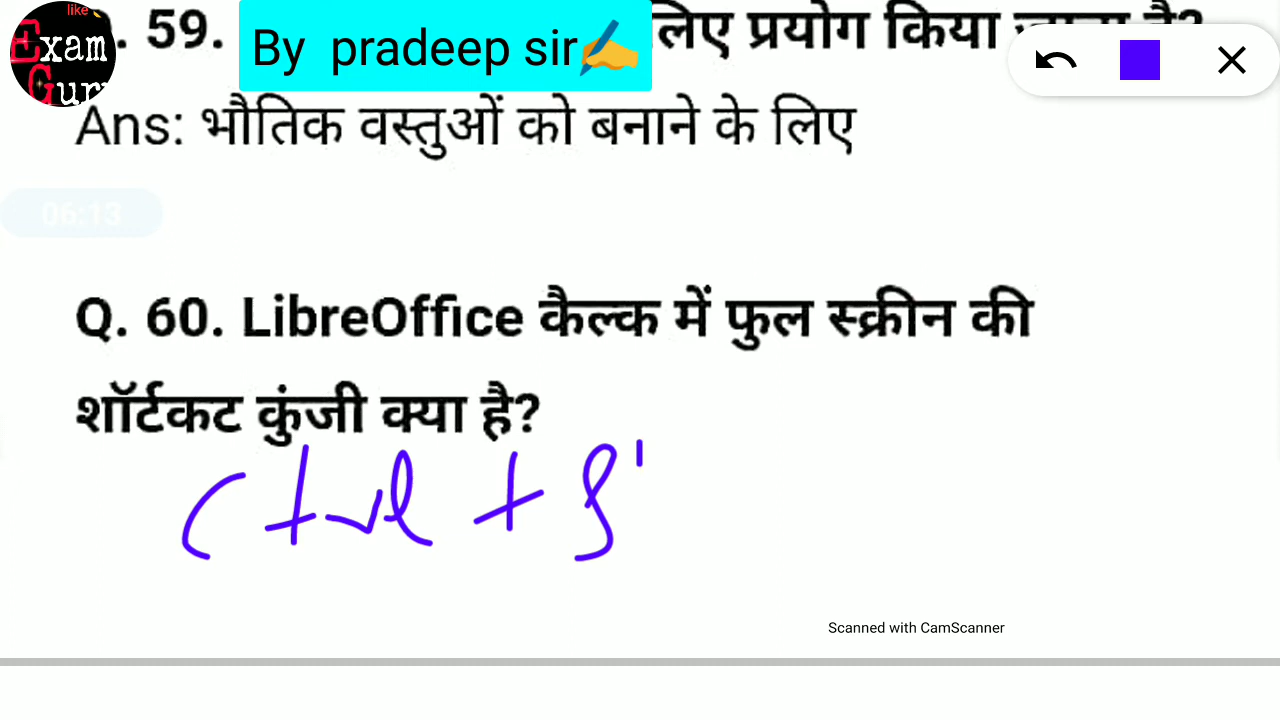 like
Exam
Guru
. 59.
By pradeep sir✍️
लिए प्रयोग किया जाता है?
Ans: भौतिक वस्तुओं को बनाने के लिए
06:13
Q. 60. LibreOffice कैल्क में फुल स्क्रीन की
शॉर्टकट कुंजी क्या है?
Ctrl + S
Scanned with CamScanner